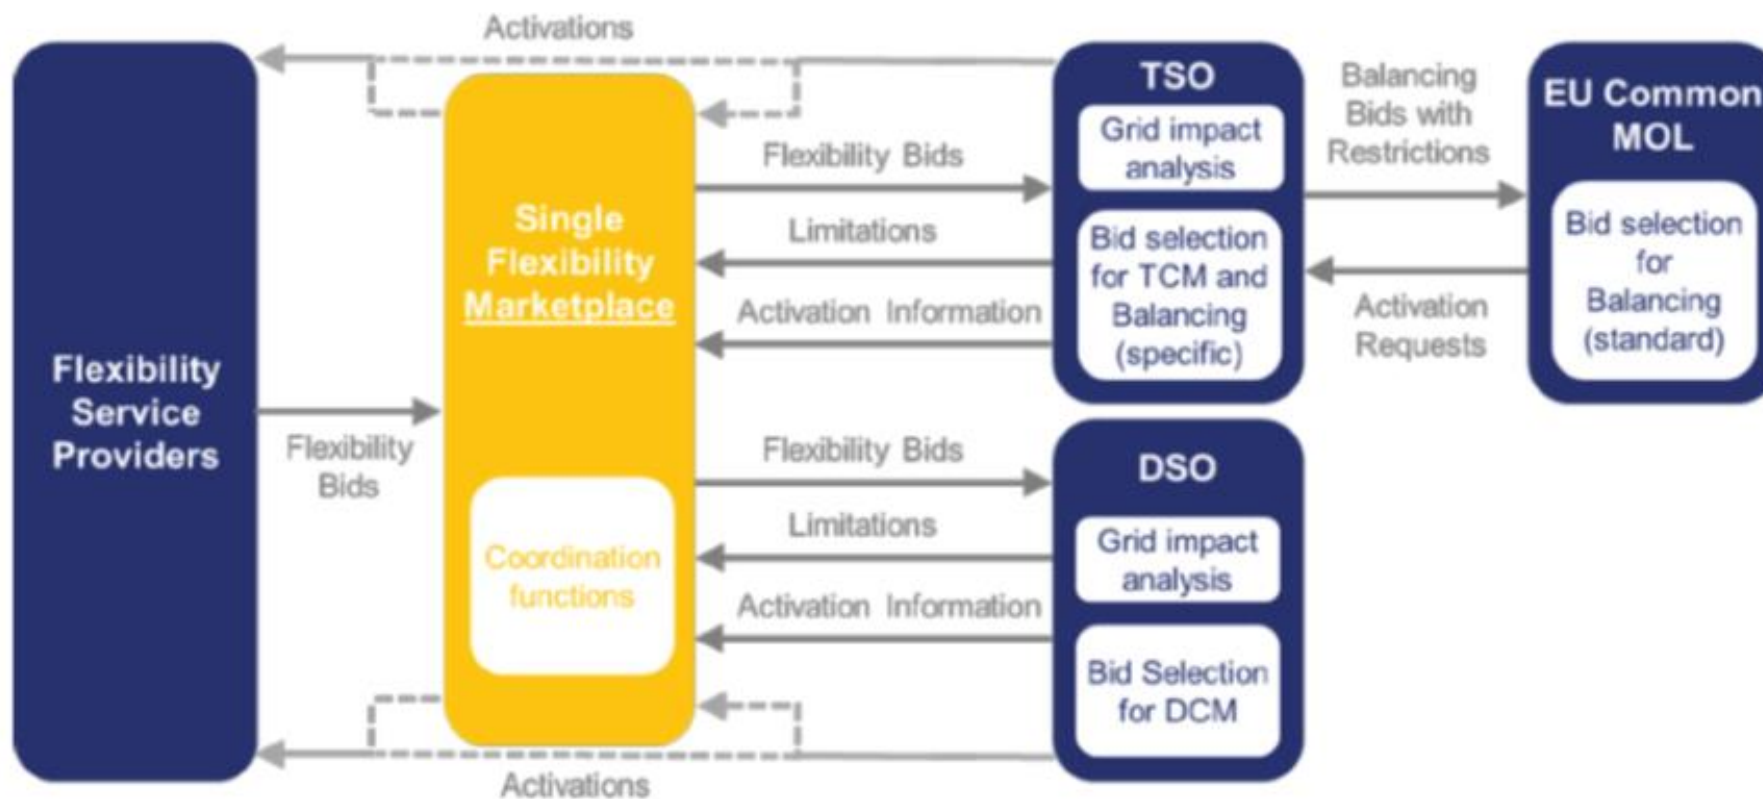 Activations
Flexibility
Service
Providers
Flexibility
Bids
Single
Flexibility
Marketplace
Coordination
functions
Flexibility Bids
Limitations
Activation Information
Flexibility Bids
Limitations
Activation Information
Activations
TSO
Grid impact
analysis
Bid selection
for TCM and
Balancing
(specific)
DSO
Grid impact
analysis
Bid Selection
for DCM
Balancing
Bids with
Restrictions
Activation
Requests
EU Common
MOL
Bid selection
for
Balancing
(standard)